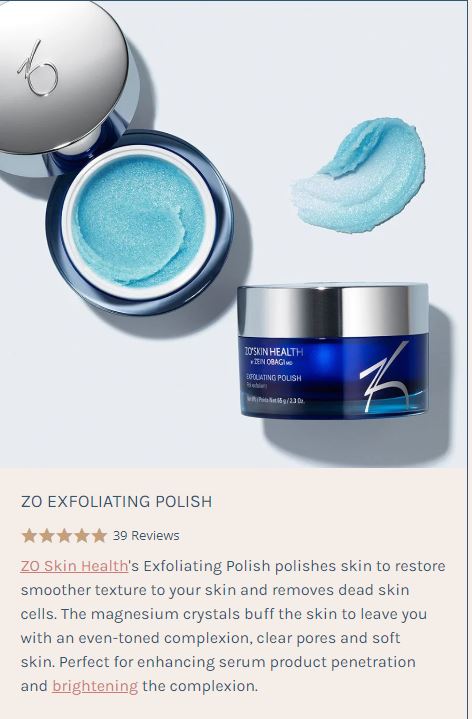 ZO® SKIN HEALTH
BY ZEIN OBAGI MD
EXFOLIATING POLISH
65 g / 2.3 Oz.
ZO EXFOLIATING POLISH
39 Reviews
ZO Skin Health's Exfoliating Polish polishes skin to restore
smoother texture to your skin and removes dead skin
cells. The magnesium crystals buff the skin to leave you
with an even-toned complexion, clear pores and soft
skin. Perfect for enhancing serum product penetration
and brightening the complexion.